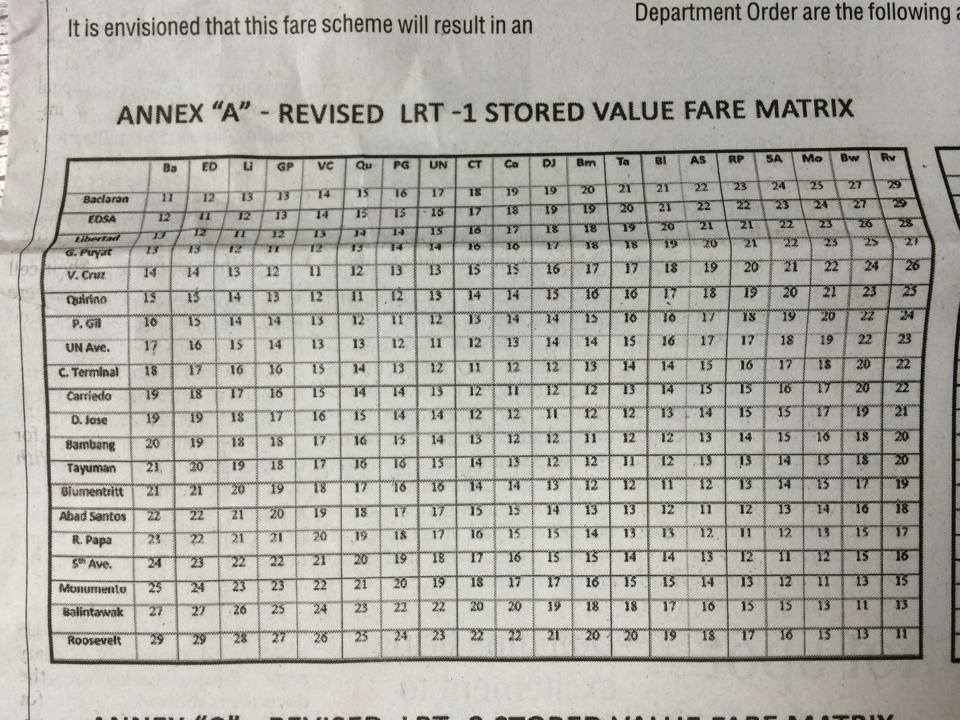 It is envisioned that this fare scheme will result in an
Department Order are the following
ANNEX “A” - REVISED LRT -1 STORED VALUE FARE MATRIX
Ba ED Li GP VC Qu PG UN CT Ca DJ Bm Ta Bl AS RP 5A Mo Bw Rv
Baclaran 11 12 13 13 14 15 16 17 18 19 19 20 21 21 22 23 24 25 27 29
EDSA 12 11 12 13 14 15 15 16 17 18 19 19 20 21 22 22 23 24 27 29
Libertad 13 12 11 12 13 14 14 15 16 17 18 18 19 20 21 21 22 23 26 28
G. Puyat 13 13 12 11 12 13 14 14 16 16 17 18 18 19 20 21 22 23 25 27
V. Cruz 14 14 13 12 11 12 13 13 15 15 16 17 17 18 19 20 21 22 24 26
Quirino 15 15 14 13 12 11 12 13 14 14 15 16 16 17 18 19 20 21 23 25
P. Gil 16 15 14 14 13 12 11 12 13 14 14 15 16 16 17 18 19 20 22 24
UN Ave. 17 16 15 14 13 13 12 11 12 13 14 14 15 16 17 17 18 19 22 23
C. Terminal 18 17 16 16 15 14 13 12 11 12 12 13 14 14 15 16 17 18 20 22
Carriedo 19 18 17 16 15 14 14 13 12 11 12 12 13 14 15 15 16 17 20 22
D. Jose 19 19 18 17 16 15 14 14 12 12 11 12 12 13 14 15 15 17 19 21
Bambang 20 19 18 18 17 16 15 14 13 12 12 11 12 12 13 14 15 16 18 20
Tayuman 21 20 19 18 17 16 16 15 14 13 12 12 11 12 13 13 14 15 18 20
Blumentritt 21 21 20 19 18 17 16 16 14 14 13 12 12 11 12 13 14 15 17 19
Abad Santos 22 22 21 20 19 18 17 17 15 15 14 13 13 12 11 12 13 14 16 18
R. Papa 23 22 21 21 20 19 18 17 16 15 15 14 13 13 12 11 12 13 15 17
5th Ave. 24 23 22 22 21 20 19 18 17 16 15 15 14 14 13 12 11 12 15 16
Monumento 25 24 23 23 22 21 20 19 18 17 17 16 15 15 14 13 12 11 13 15
Balintawak 27 27 26 25 24 23 22 22 20 20 19 18 18 17 16 15 15 13 11 13
Roosevelt 29 29 28 27 26 25 24 23 22 22 21 20 20 19 18 17 16 15 13 11